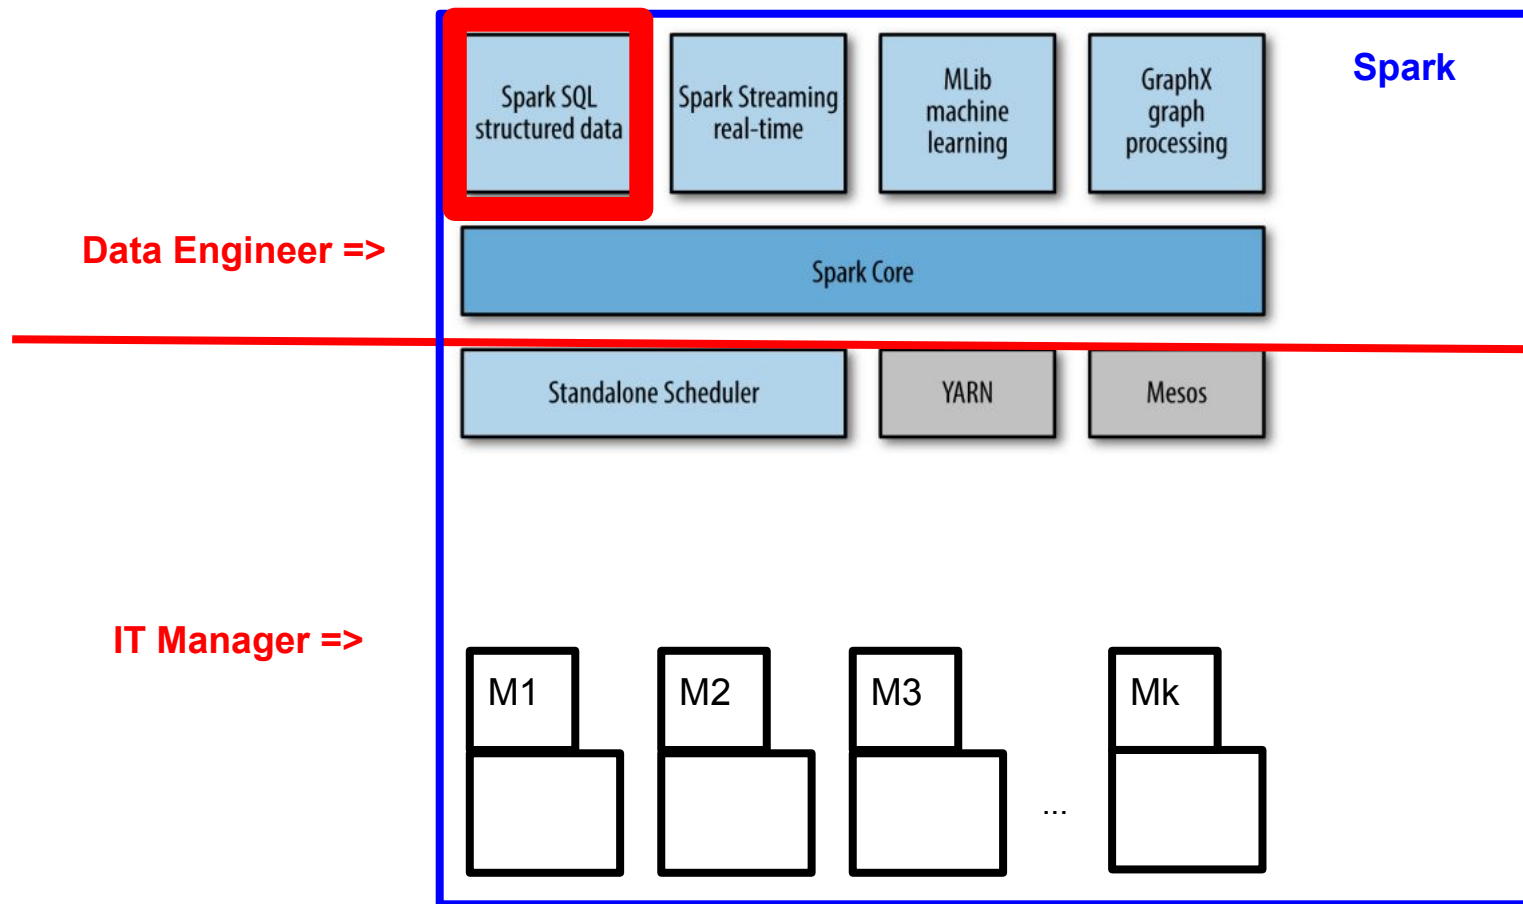 Spark
Spark SQL
structured data
Spark Streaming
real-time
MLib
machine
learning
GraphX
graph
processing
Data Engineer =>
Spark Core
Standalone Scheduler
YARN
Mesos
IT Manager =>
M1
M2
M3
Mk
...